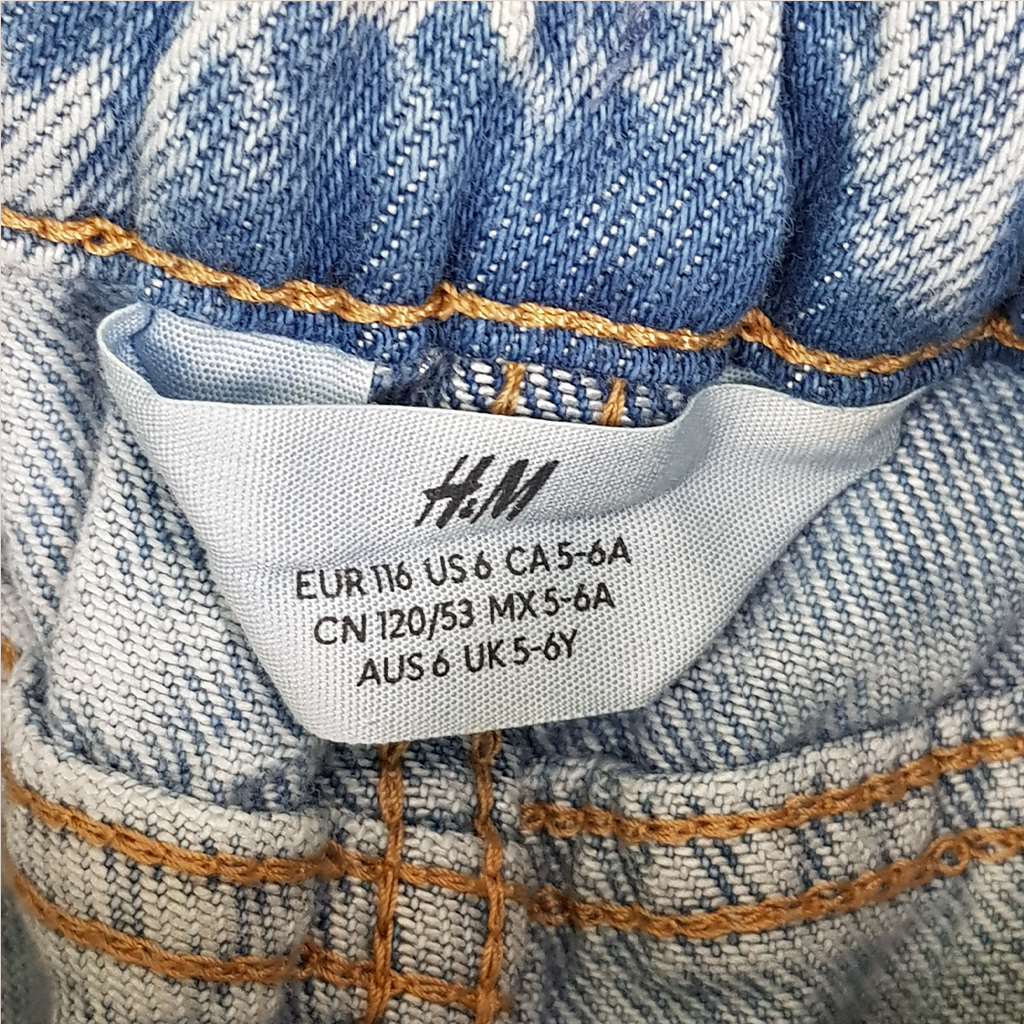 H&M
EUR 116 US 6 CA 5-6A
CN 120/53 MX 5-6A
AUS 6 UK 5-6Y